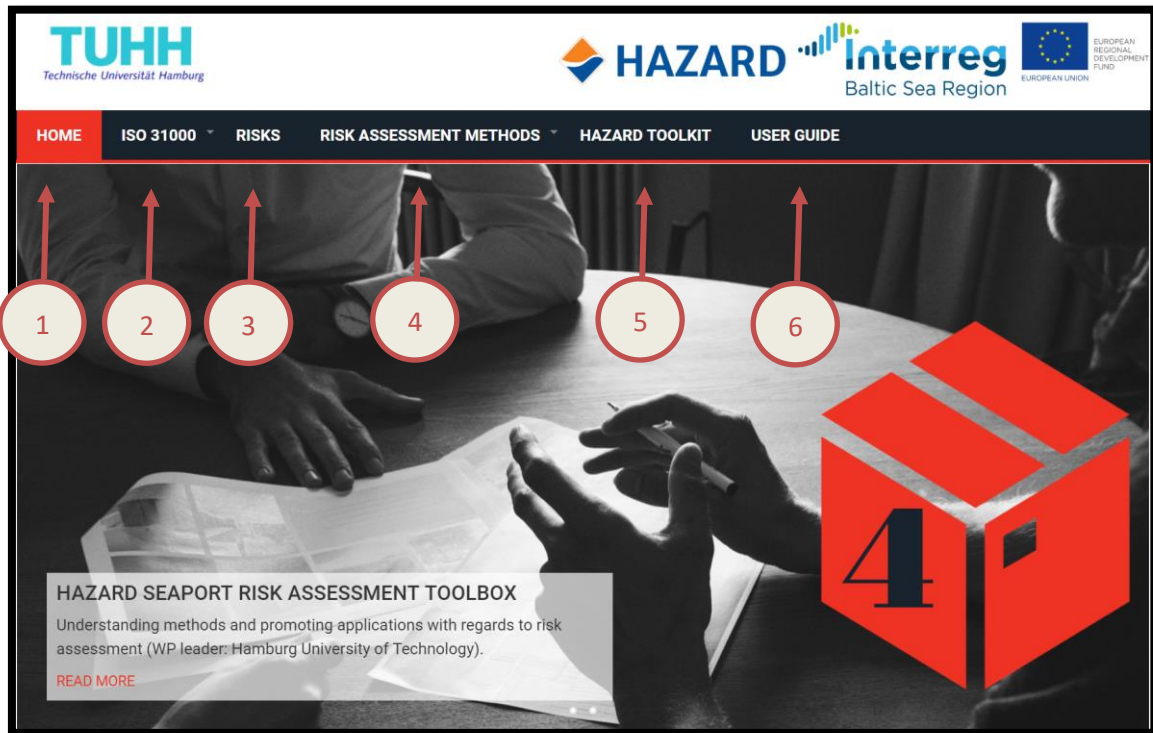 TUHH
Technische Universität Hamburg
HAZARD
Interreg
Baltic Sea Region
EUROPEAN UNION
EUROPEAN
REGIONAL
DEVELOPMENT
FUND
HOME ISO 31000 RISKS RISK ASSESSMENT METHODS HAZARD TOOLKIT USER GUIDE
1 2 3 4 5 6
4
HAZARD SEAPORT RISK ASSESSMENT TOOLBOX
Understanding methods and promoting applications with regards to risk
assessment (WP leader: Hamburg University of Technology).
READ MORE